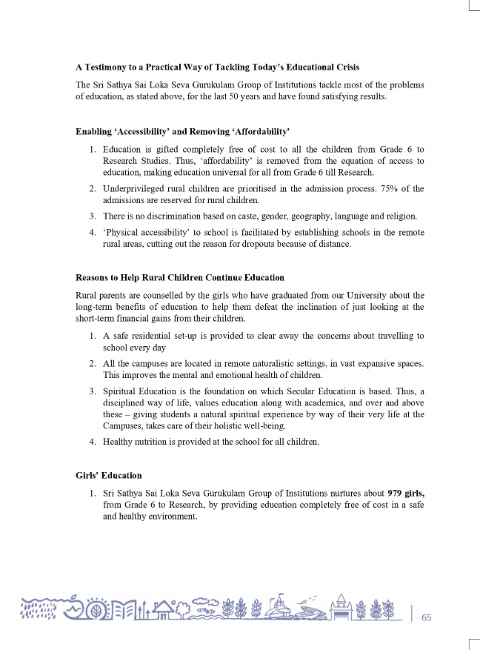 A Testimony to a Practical Way of Tackling Today's Educational Crisis
The Sri Sathya Sai Loka Seva Gurukulam Group of Institutions tackle most of the problems
of education, as stated above, for the last 50 years and have found satisfying results.
Enabling 'Accessibility' and Removing 'Affordability'
1. Education is gifted completely free of cost to all the children from Grade 6 to
Research Studies. Thus, 'affordability' is removed from the equation of access to
education, making education universal for all from Grade 6 till Research.
2. Underprivileged rural children are prioritised in the admission process. 75% of the
admissions are reserved for rural children.
3. There is no discrimination based on caste, gender, geography, language and religion.
4. 'Physical accessibility' to school is facilitated by establishing schools in the remote
rural areas, cutting out the reason for dropouts because of distance.
Reasons to Help Rural Children Continue Education
Rural parents are counselled by the girls who have graduated from our University about the
long-term benefits of education to help them defeat the inclination of just looking at the
short-term financial gains from their children.
1. A safe residential set-up is provided to clear away the concerns about travelling to
school every day
2. All the campuses are located in remote naturalistic settings, in vast expansive spaces.
This improves the mental and emotional health of children.
3. Spiritual Education is the foundation on which Secular Education is based. Thus, a
disciplined way of life, values education along with academics, and over and above
these – giving students a natural spiritual experience by way of their very life at the
Campuses, takes care of their holistic well-being.
4. Healthy nutrition is provided at the school for all children.
Girls' Education
1. Sri Sathya Sai Loka Seva Gurukulam Group of Institutions nurtures about 979 girls,
from Grade 6 to Research, by providing education completely free of cost in a safe
and healthy environment.
65